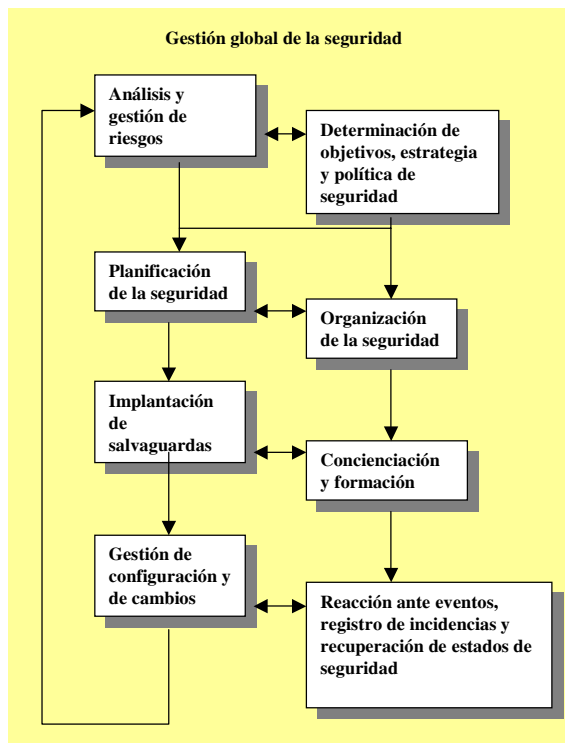 Gestión global de la seguridad
Análisis y
gestión de
riesgos
Determinación de
objetivos, estrategia
y política de
seguridad
Planificación
de la seguridad
Organización
de la seguridad
Implantación
de
salvaguardas
Concienciación
y formación
Gestión de
configuración y
de cambios
Reacción ante eventos,
registro de incidencias y
recuperación de estados de
seguridad